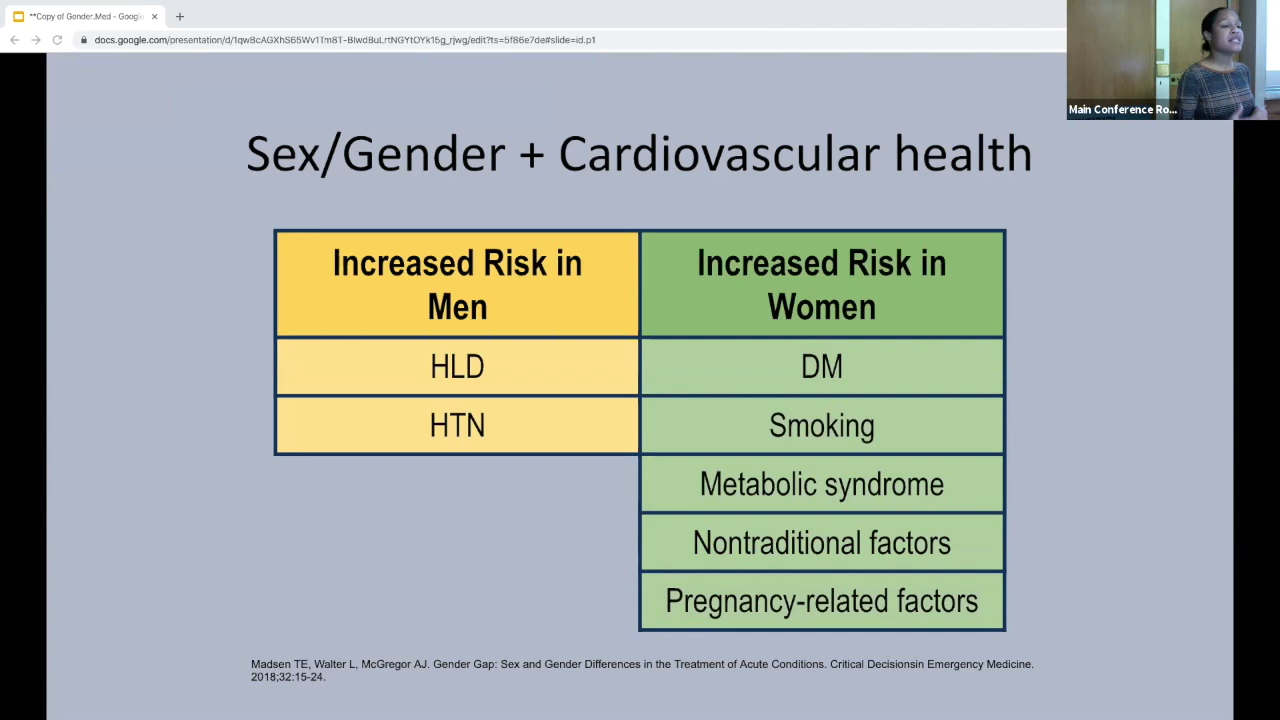 **Copy of Gender.Med - Googl
docs.google.com/presentation/d/1qwBcAGXhS65Wv1Tm8T-BIwdBuLrtNGYtOYk15g_rjwg/edit?ts=5f86e7de#slide=id.p1
Main Conference Ro...
Sex/Gender + Cardiovascular health
Increased Risk in
Men
Increased Risk in
Women
HLD
DM
HTN
Smoking
Metabolic syndrome
Nontraditional factors
Pregnancy-related factors
Madsen TE, Walter L, McGregor AJ. Gender Gap: Sex and Gender Differences in the Treatment of Acute Conditions. Critical Decisionsin Emergency Medicine.
2018;32:15-24.